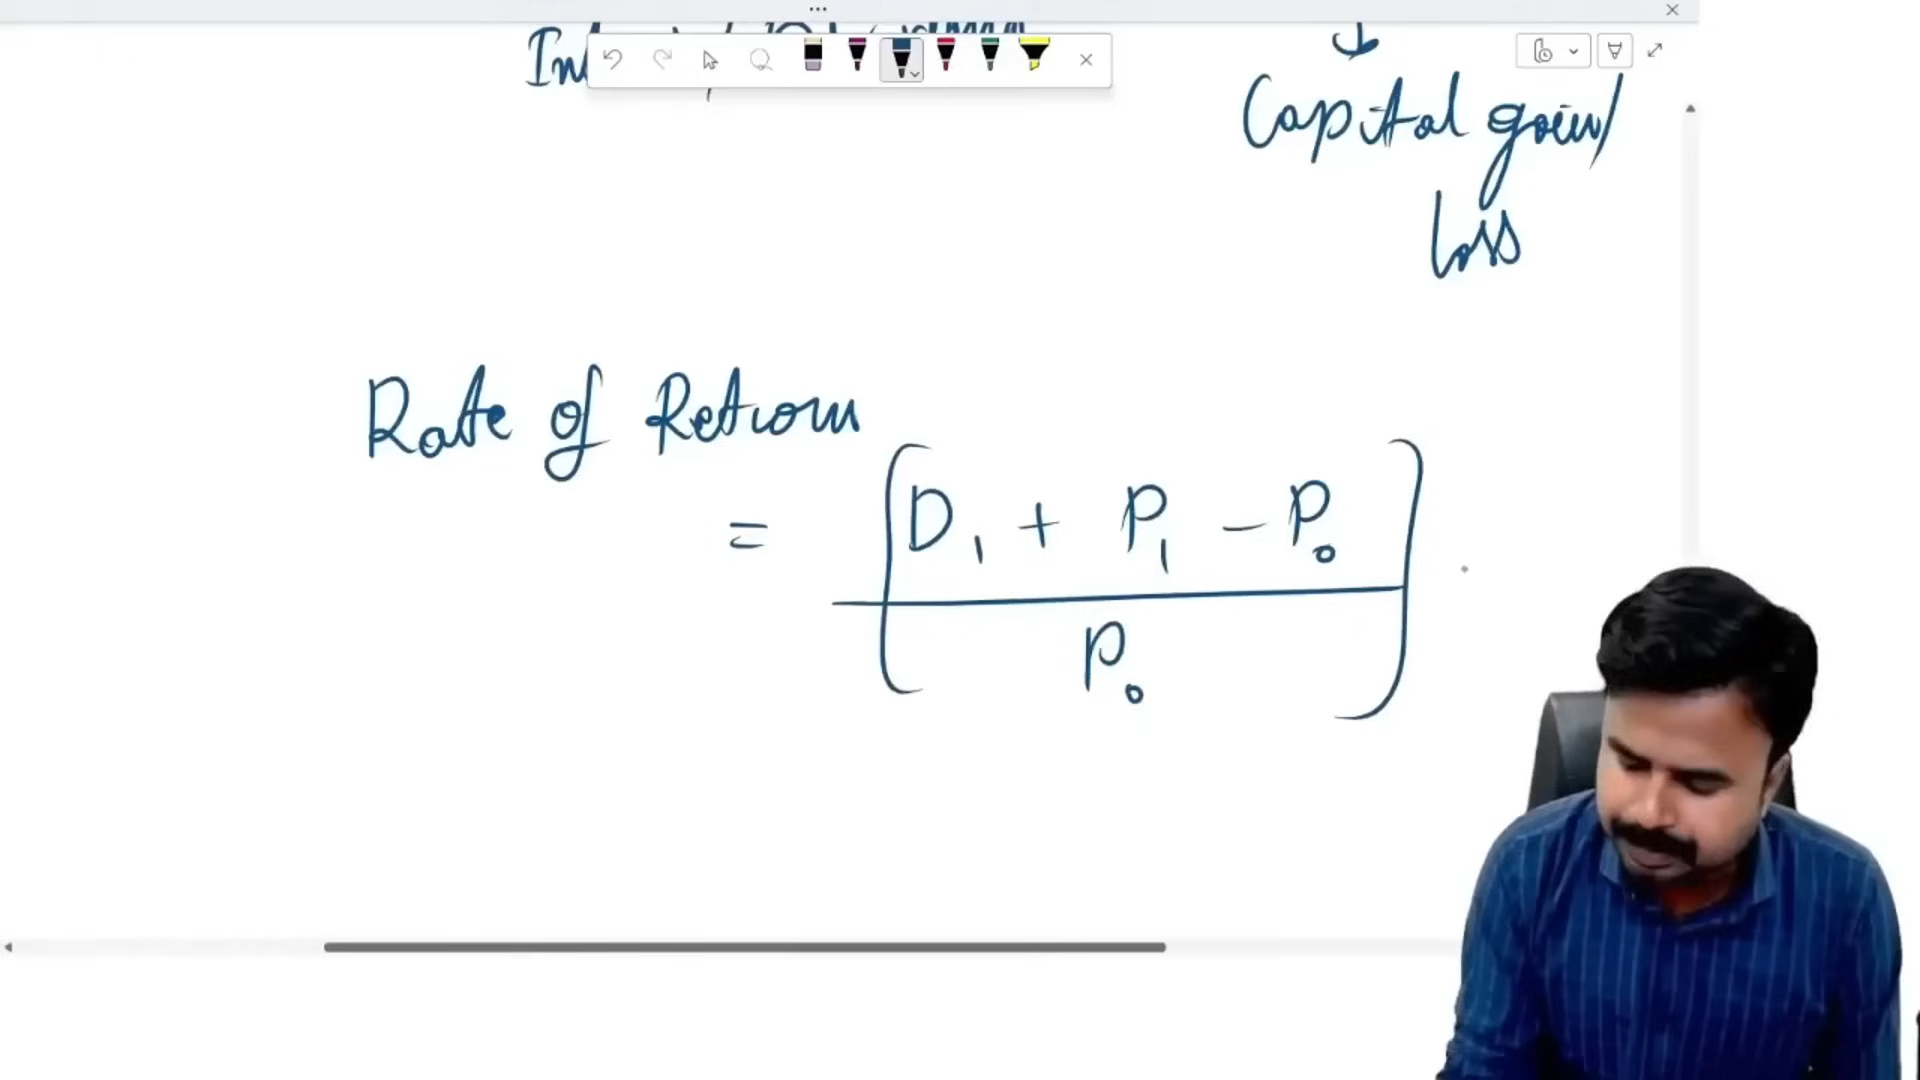 Capital gain/
loss
Rate of Return
= [D₁ + P₁ - P₀
P₀]